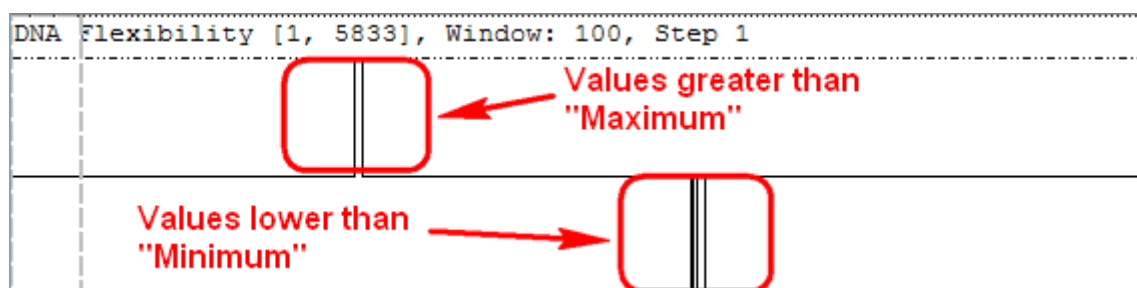 DNA Flexibility [1, 5833], Window: 100, Step 1
Values greater than
"Maximum"
Values lower than
"Minimum"